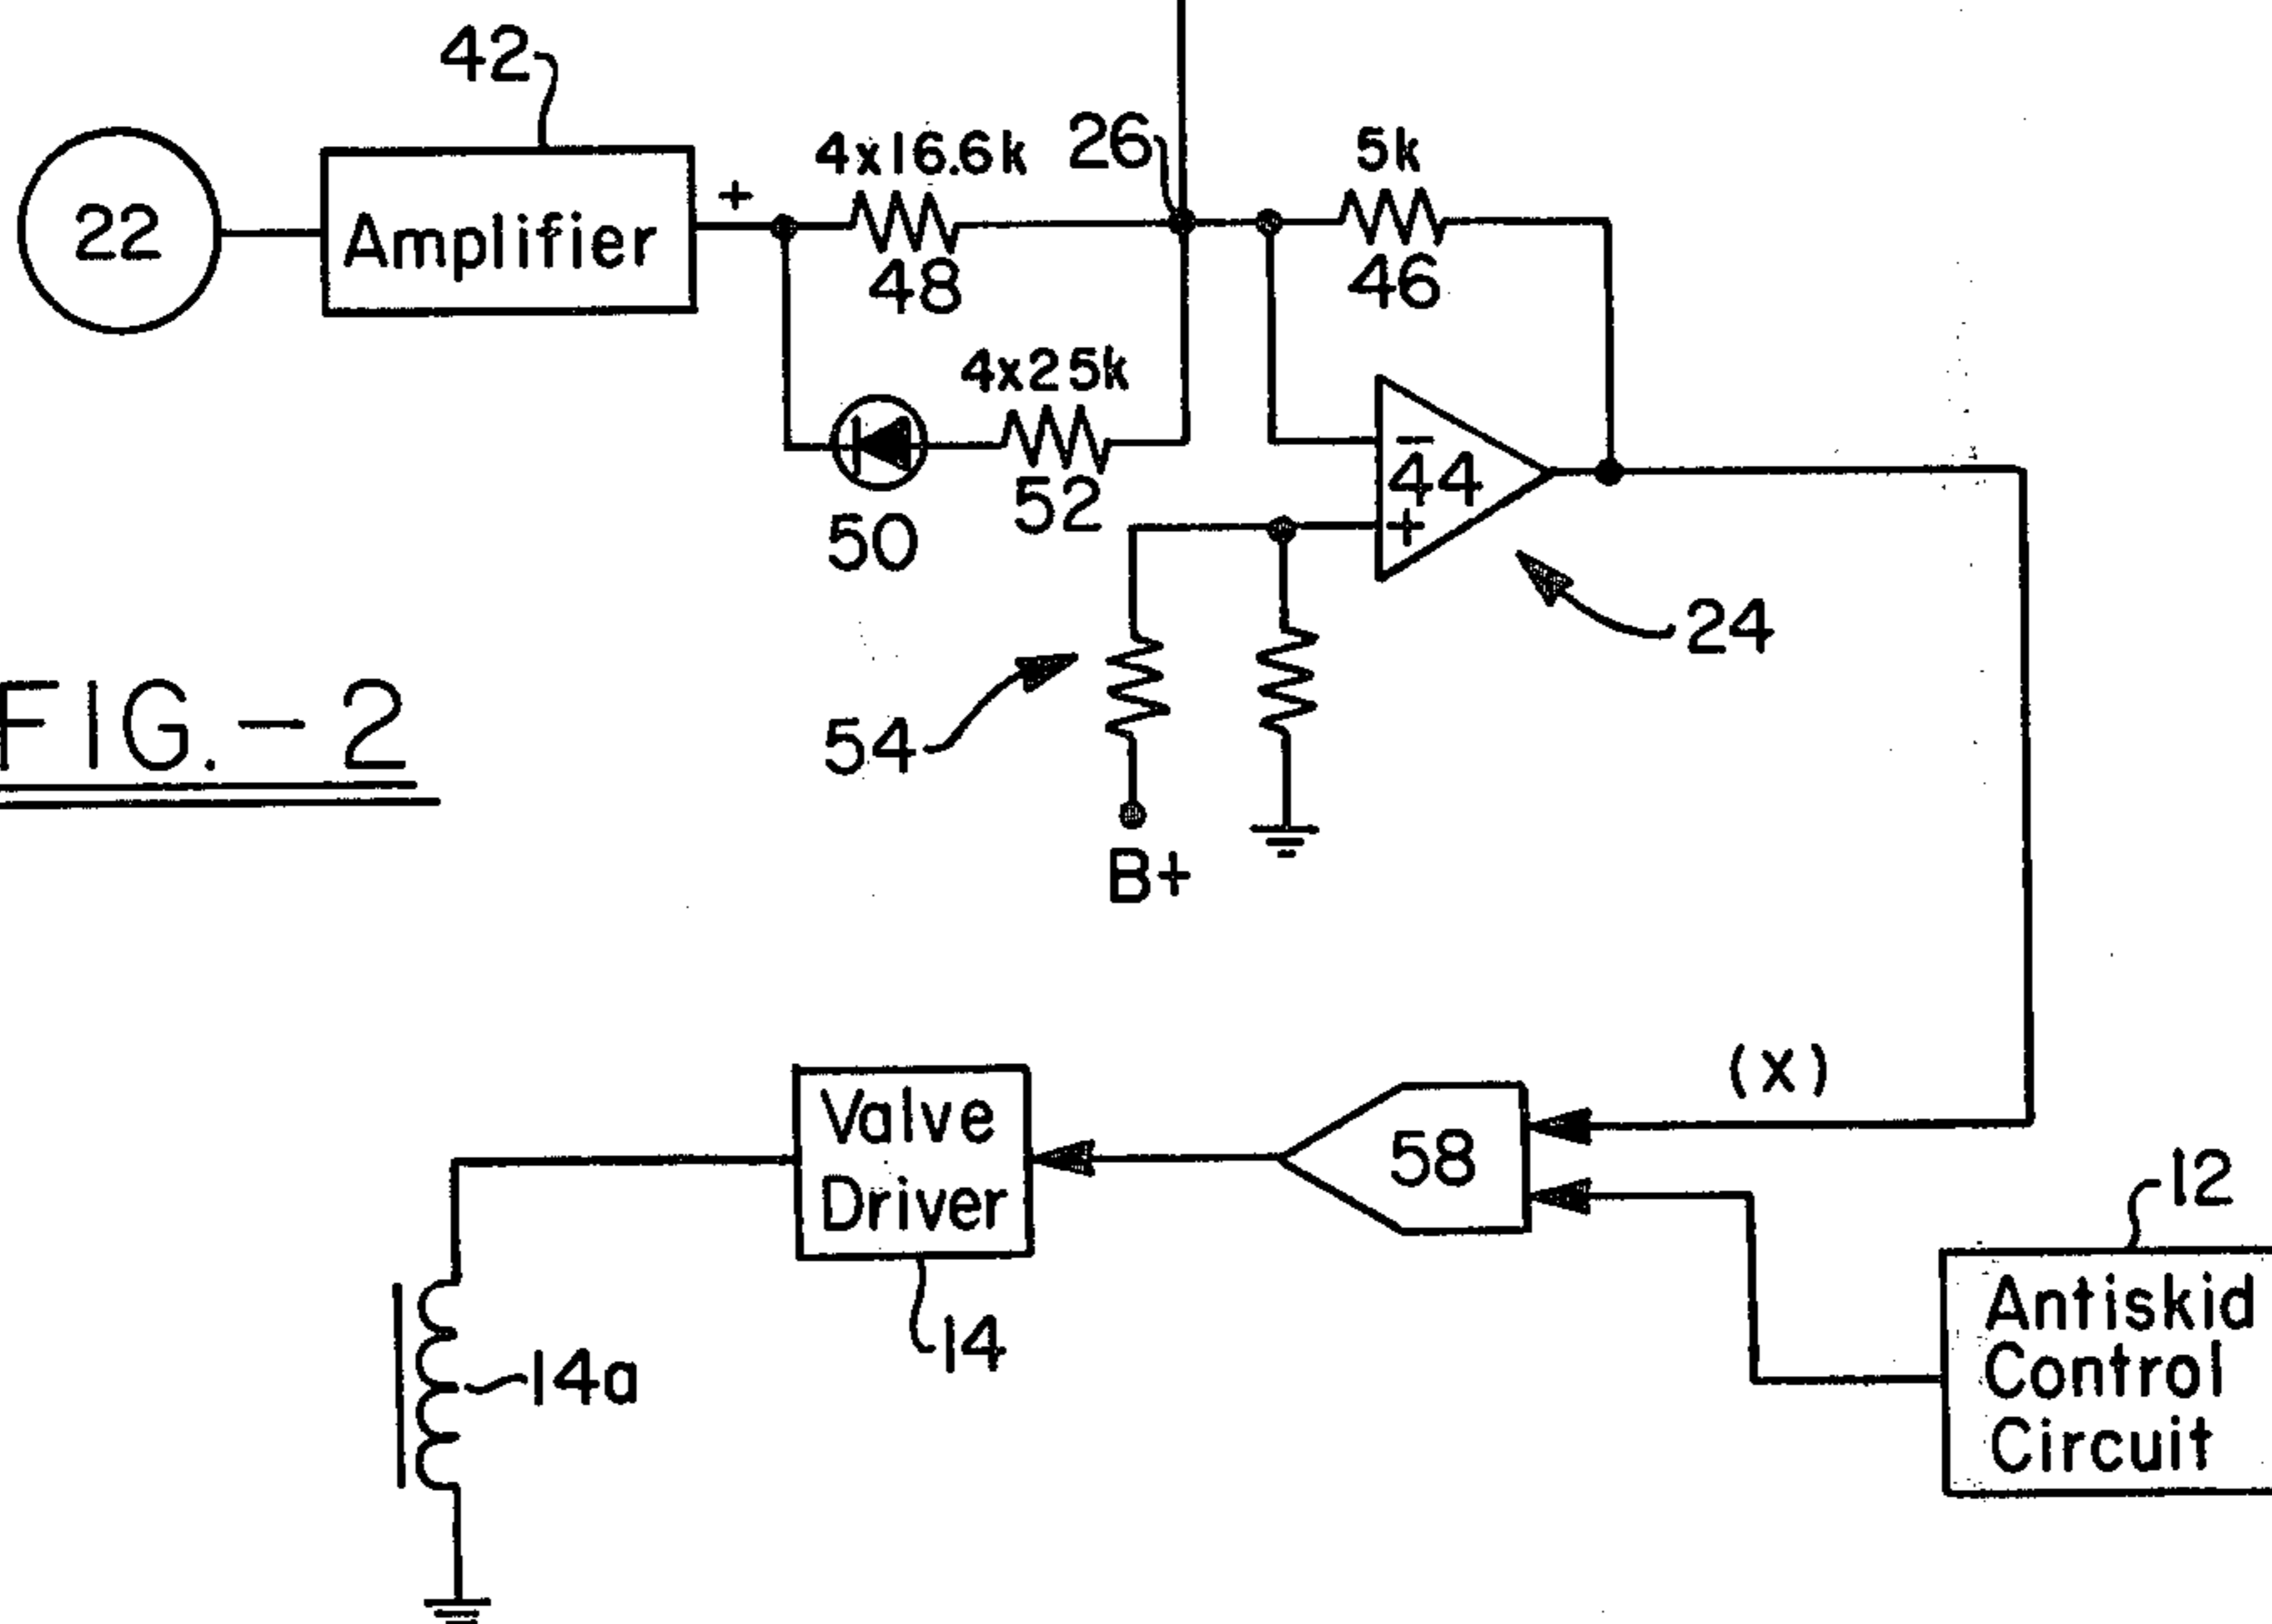 42
22
Amplifier
+
4x16.6k
48
26
5k
46
4x25k
50
52
−
44
+
24
54
B+
FIG.-2
(x)
Valve
Driver
14
58
12
Antiskid
Control
Circuit
14a